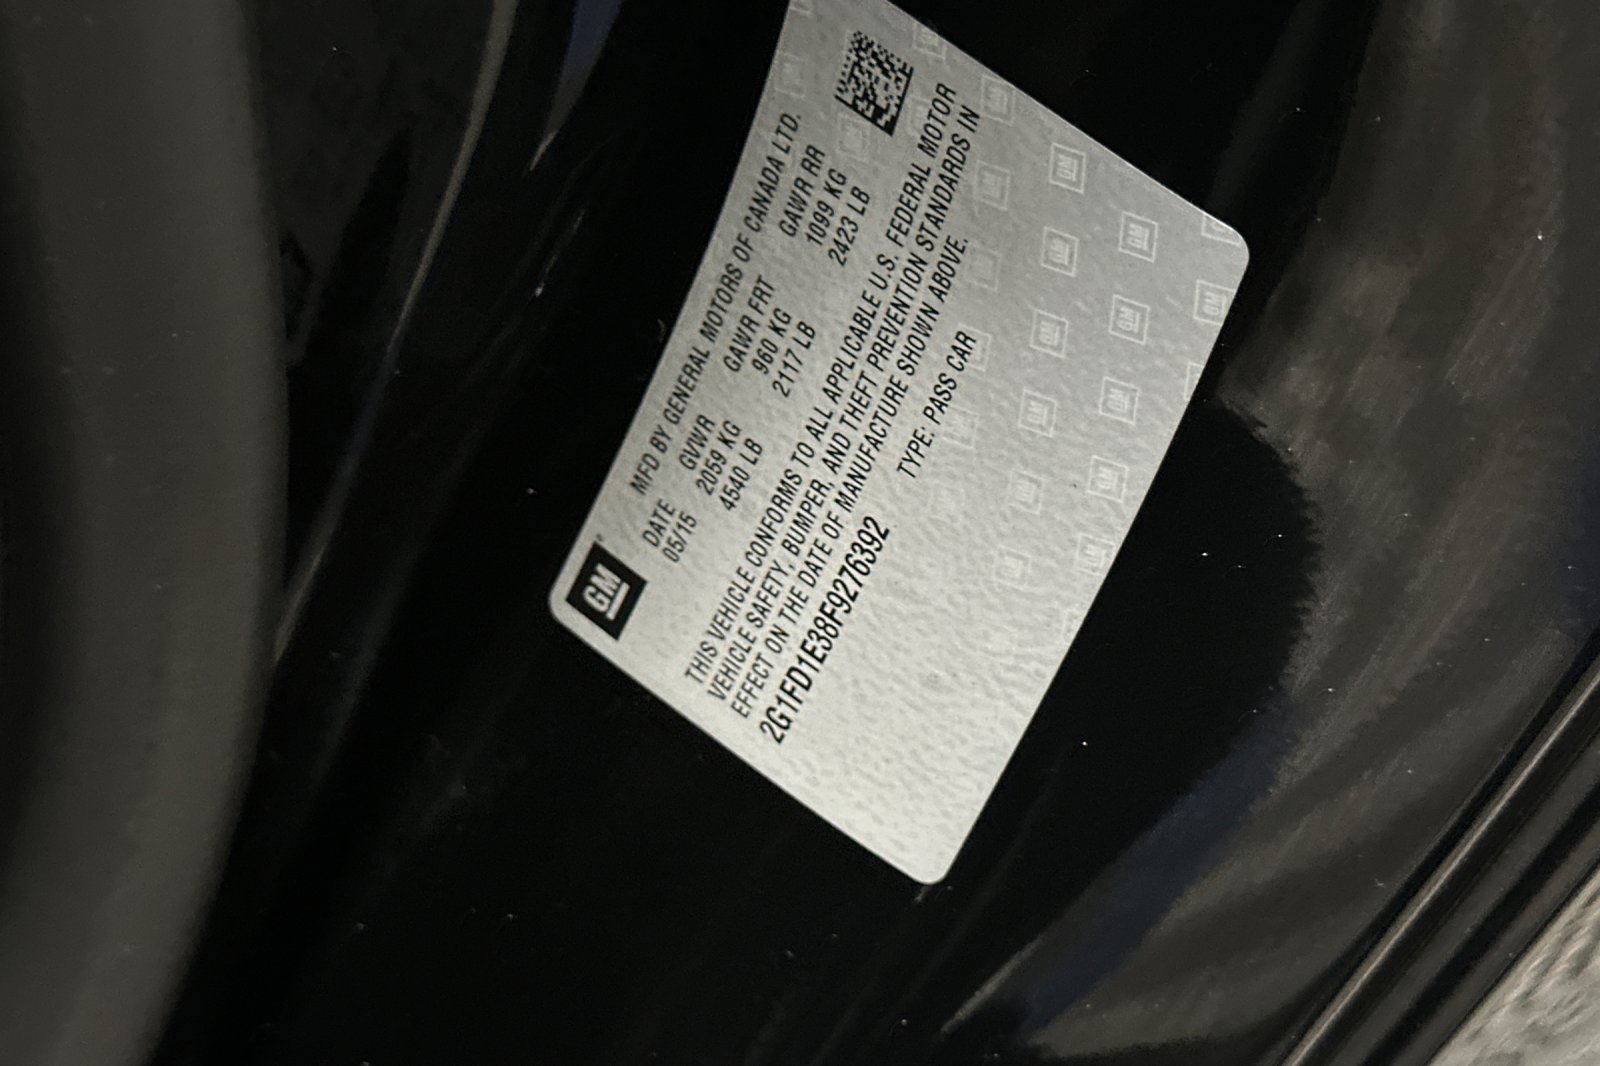 GM
MFD BY GENERAL MOTORS OF CANADA LTD.
DATE GVWR GAWR FRT GAWR RR
05/15 2059 KG 960 KG 1099 KG
4540 LB 2117 LB 2423 LB
THIS VEHICLE CONFORMS TO ALL APPLICABLE U.S. FEDERAL MOTOR
VEHICLE SAFETY, BUMPER, AND THEFT PREVENTION STANDARDS IN
EFFECT ON THE DATE OF MANUFACTURE SHOWN ABOVE.
2G1FD1E38F9276392 TYPE: PASS CAR